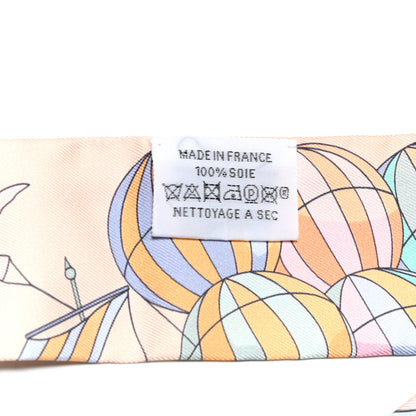 MADE IN FRANCE
100% SOIE
NETTOYAGE A SEC